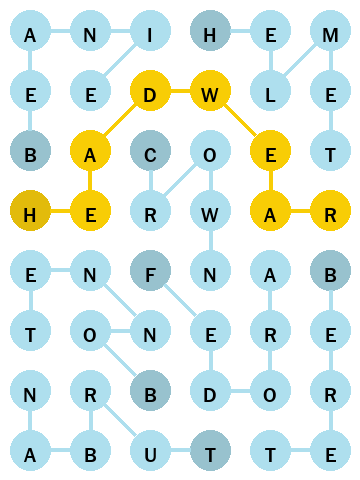 A N I H E M
E E D W L E
B A C O E T
H E R W A R
E N F N A B
T O N E R E
N R B D O R
A B U T T E